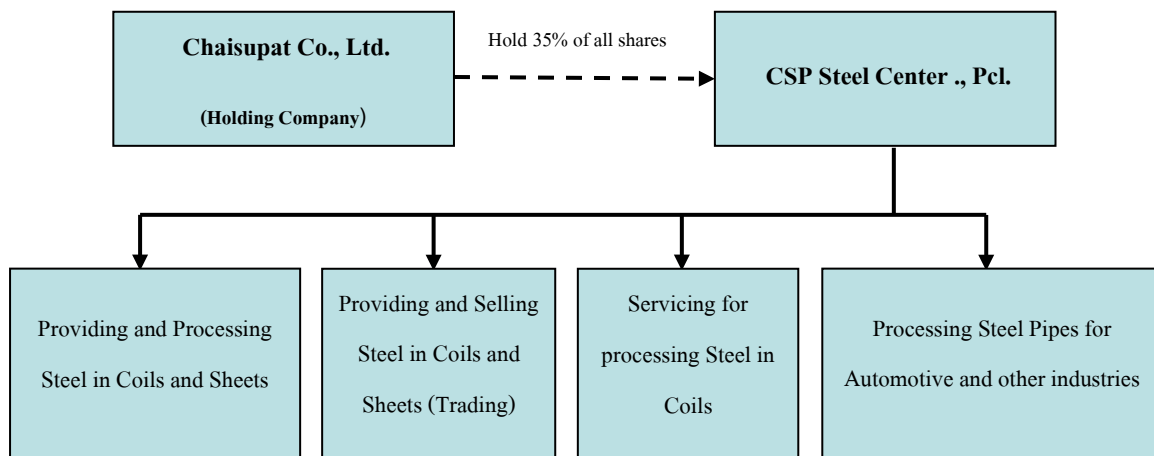 Chaisupat Co., Ltd.
(Holding Company)
Hold 35% of all shares
CSP Steel Center ., Pcl.
Providing and Processing
Steel in Coils and Sheets
Providing and Selling
Steel in Coils and
Sheets (Trading)
Servicing for
processing Steel in
Coils
Processing Steel Pipes for
Automotive and other industries